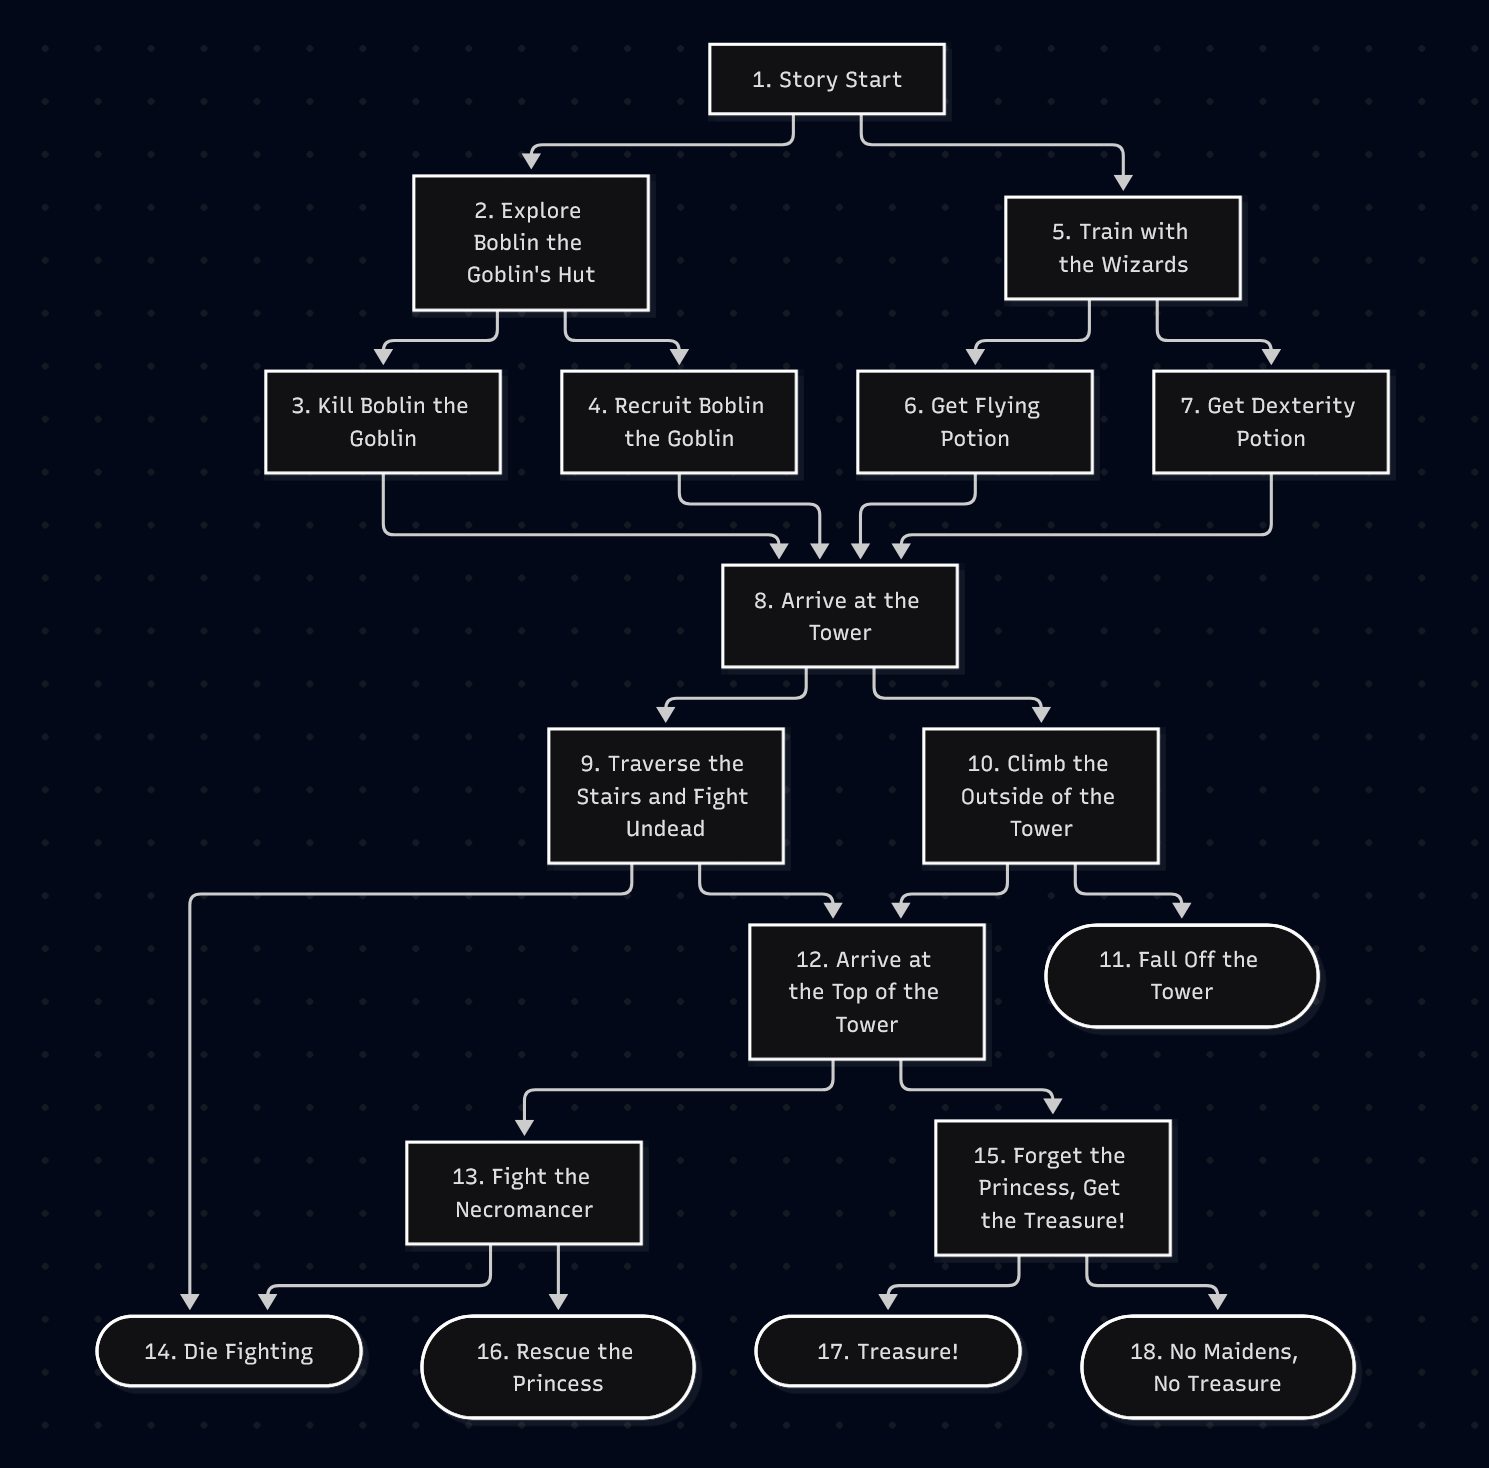 1. Story Start
2. Explore
Boblin the
Goblin's Hut
5. Train with
the Wizards
3. Kill Boblin the
Goblin
4. Recruit Boblin
the Goblin
6. Get Flying
Potion
7. Get Dexterity
Potion
8. Arrive at the
Tower
9. Traverse the
Stairs and Fight
Undead
10. Climb the
Outside of the
Tower
12. Arrive at
the Top of the
Tower
11. Fall Off the
Tower
13. Fight the
Necromancer
15. Forget the
Princess, Get
the Treasure!
14. Die Fighting
16. Rescue the
Princess
17. Treasure!
18. No Maidens,
No Treasure